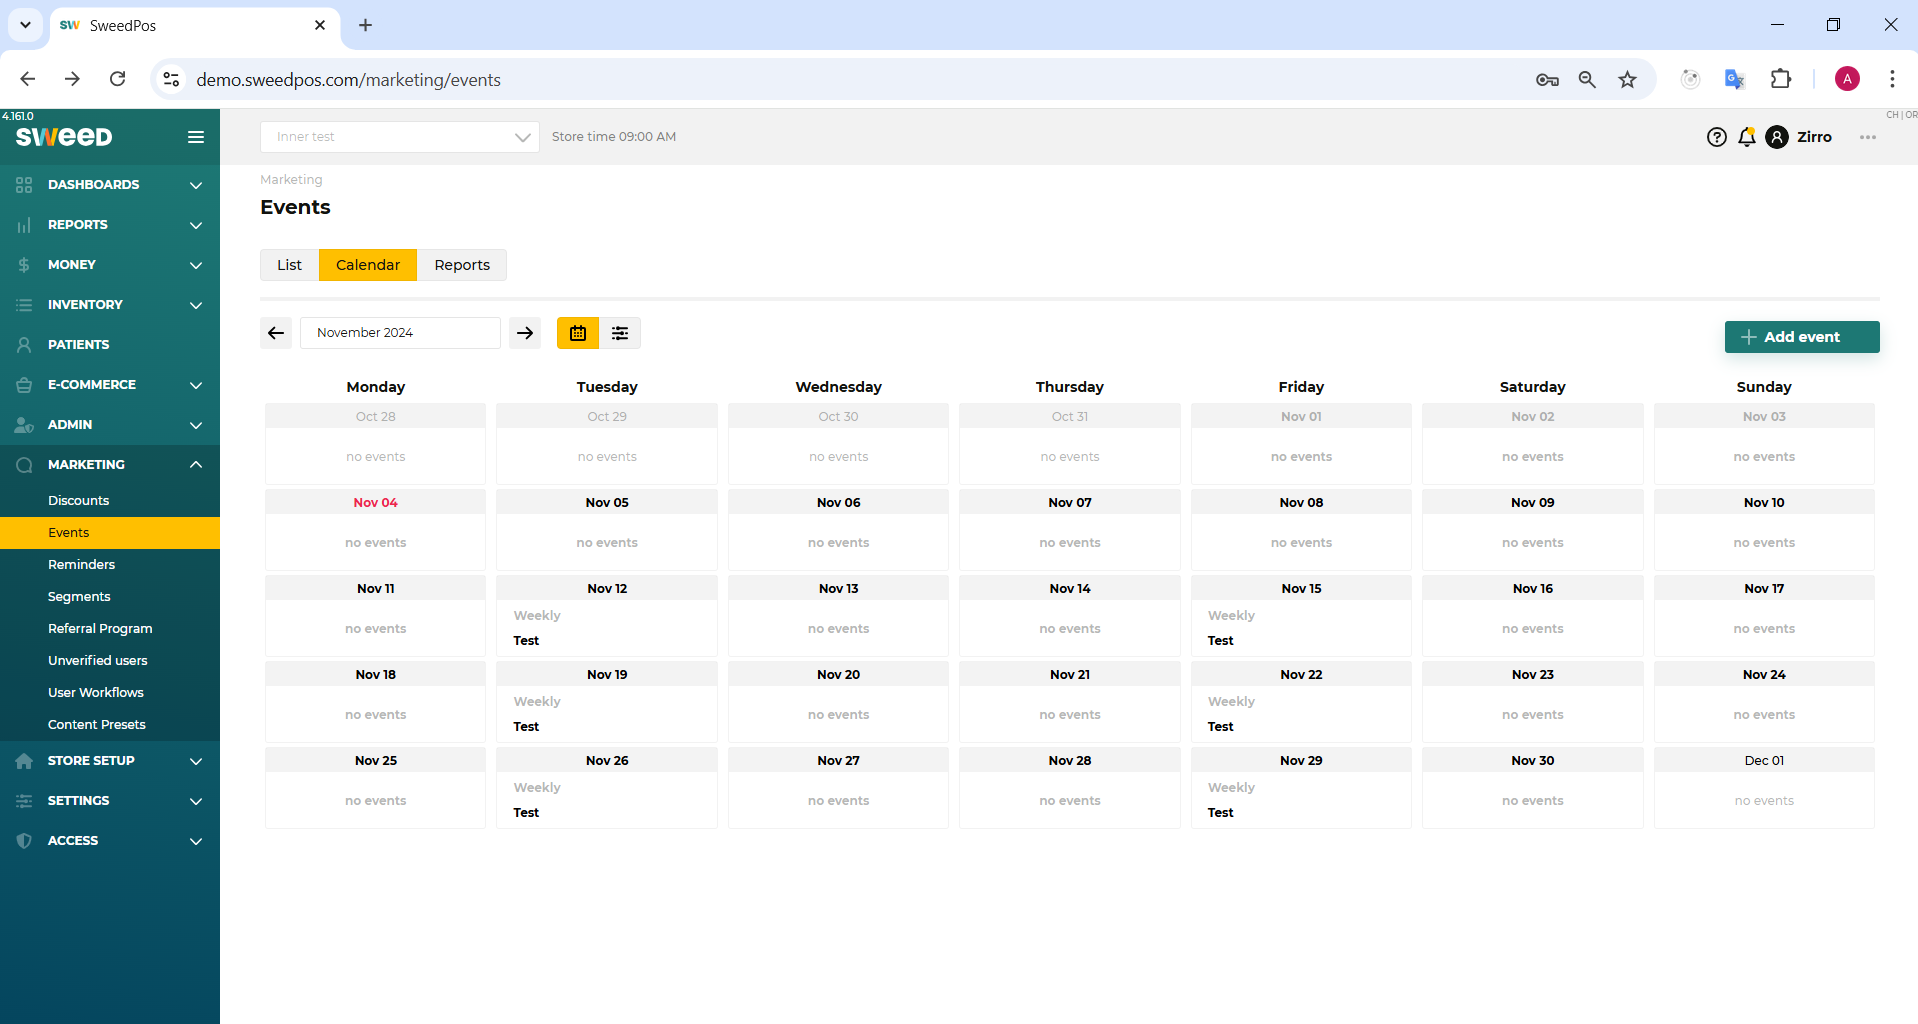 SweedPos
demo.sweedpos.com/marketing/events
A
4.161.0
CH | OR
SWEED
Inner test
Store time 09:00 AM
Zirro
DASHBOARDS
REPORTS
MONEY
INVENTORY
PATIENTS
E-COMMERCE
ADMIN
MARKETING
Discounts
Events
Reminders
Segments
Referral Program
Unverified users
User Workflows
Content Presets
STORE SETUP
SETTINGS
ACCESS
Marketing
Events
List Calendar Reports
November 2024
Add event
Monday Tuesday Wednesday Thursday Friday Saturday Sunday
Oct 28 Oct 29 Oct 30 Oct 31 Nov 01 Nov 02 Nov 03
no events no events no events no events no events no events no events
Nov 04 Nov 05 Nov 06 Nov 07 Nov 08 Nov 09 Nov 10
no events no events no events no events no events no events no events
Nov 11 Nov 12 Nov 13 Nov 14 Nov 15 Nov 16 Nov 17
Weekly Weekly
no events no events no events no events no events
Test Test
Nov 18 Nov 19 Nov 20 Nov 21 Nov 22 Nov 23 Nov 24
Weekly Weekly
no events no events no events no events no events
Test Test
Nov 25 Nov 26 Nov 27 Nov 28 Nov 29 Nov 30 Dec 01
Weekly Weekly
no events no events no events no events no events
Test Test